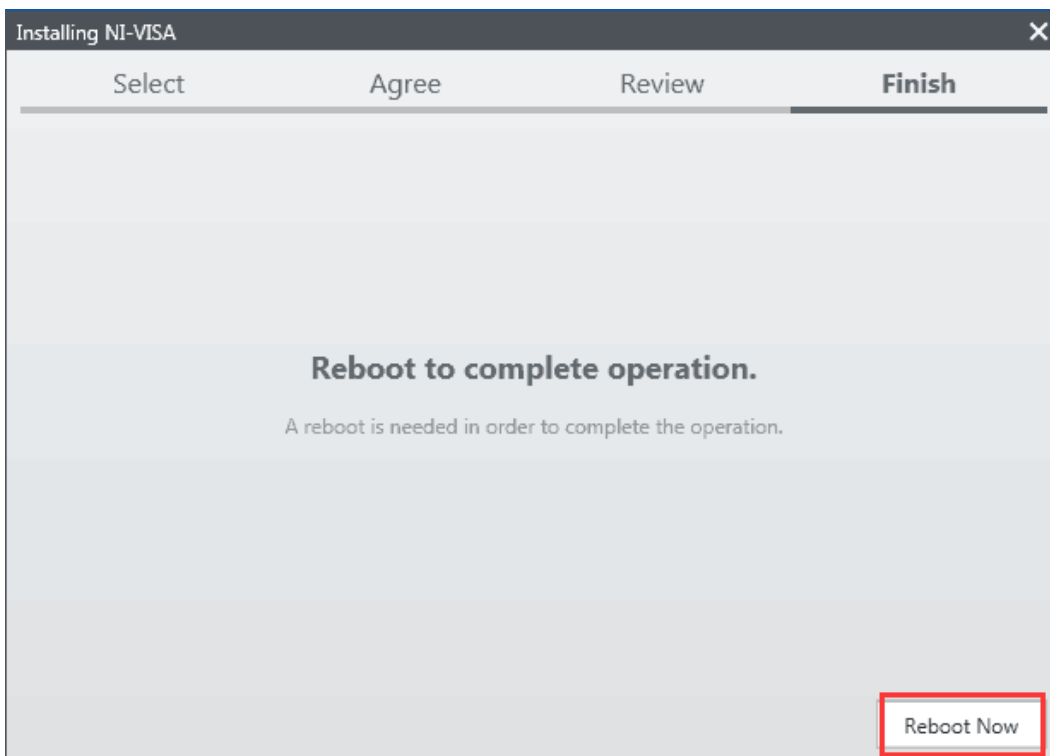 Installing NI-VISA
Select Agree Review Finish
Reboot to complete operation.
A reboot is needed in order to complete the operation.
Reboot Now